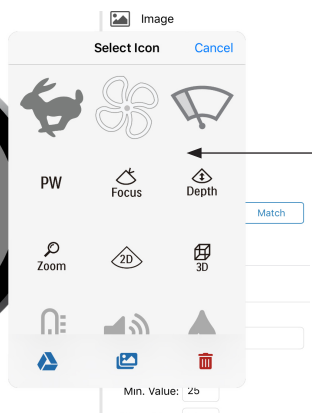 Image
Select Icon Cancel
PW
Focus
Depth
Match
Zoom
2D
3D
Min. Value: 25